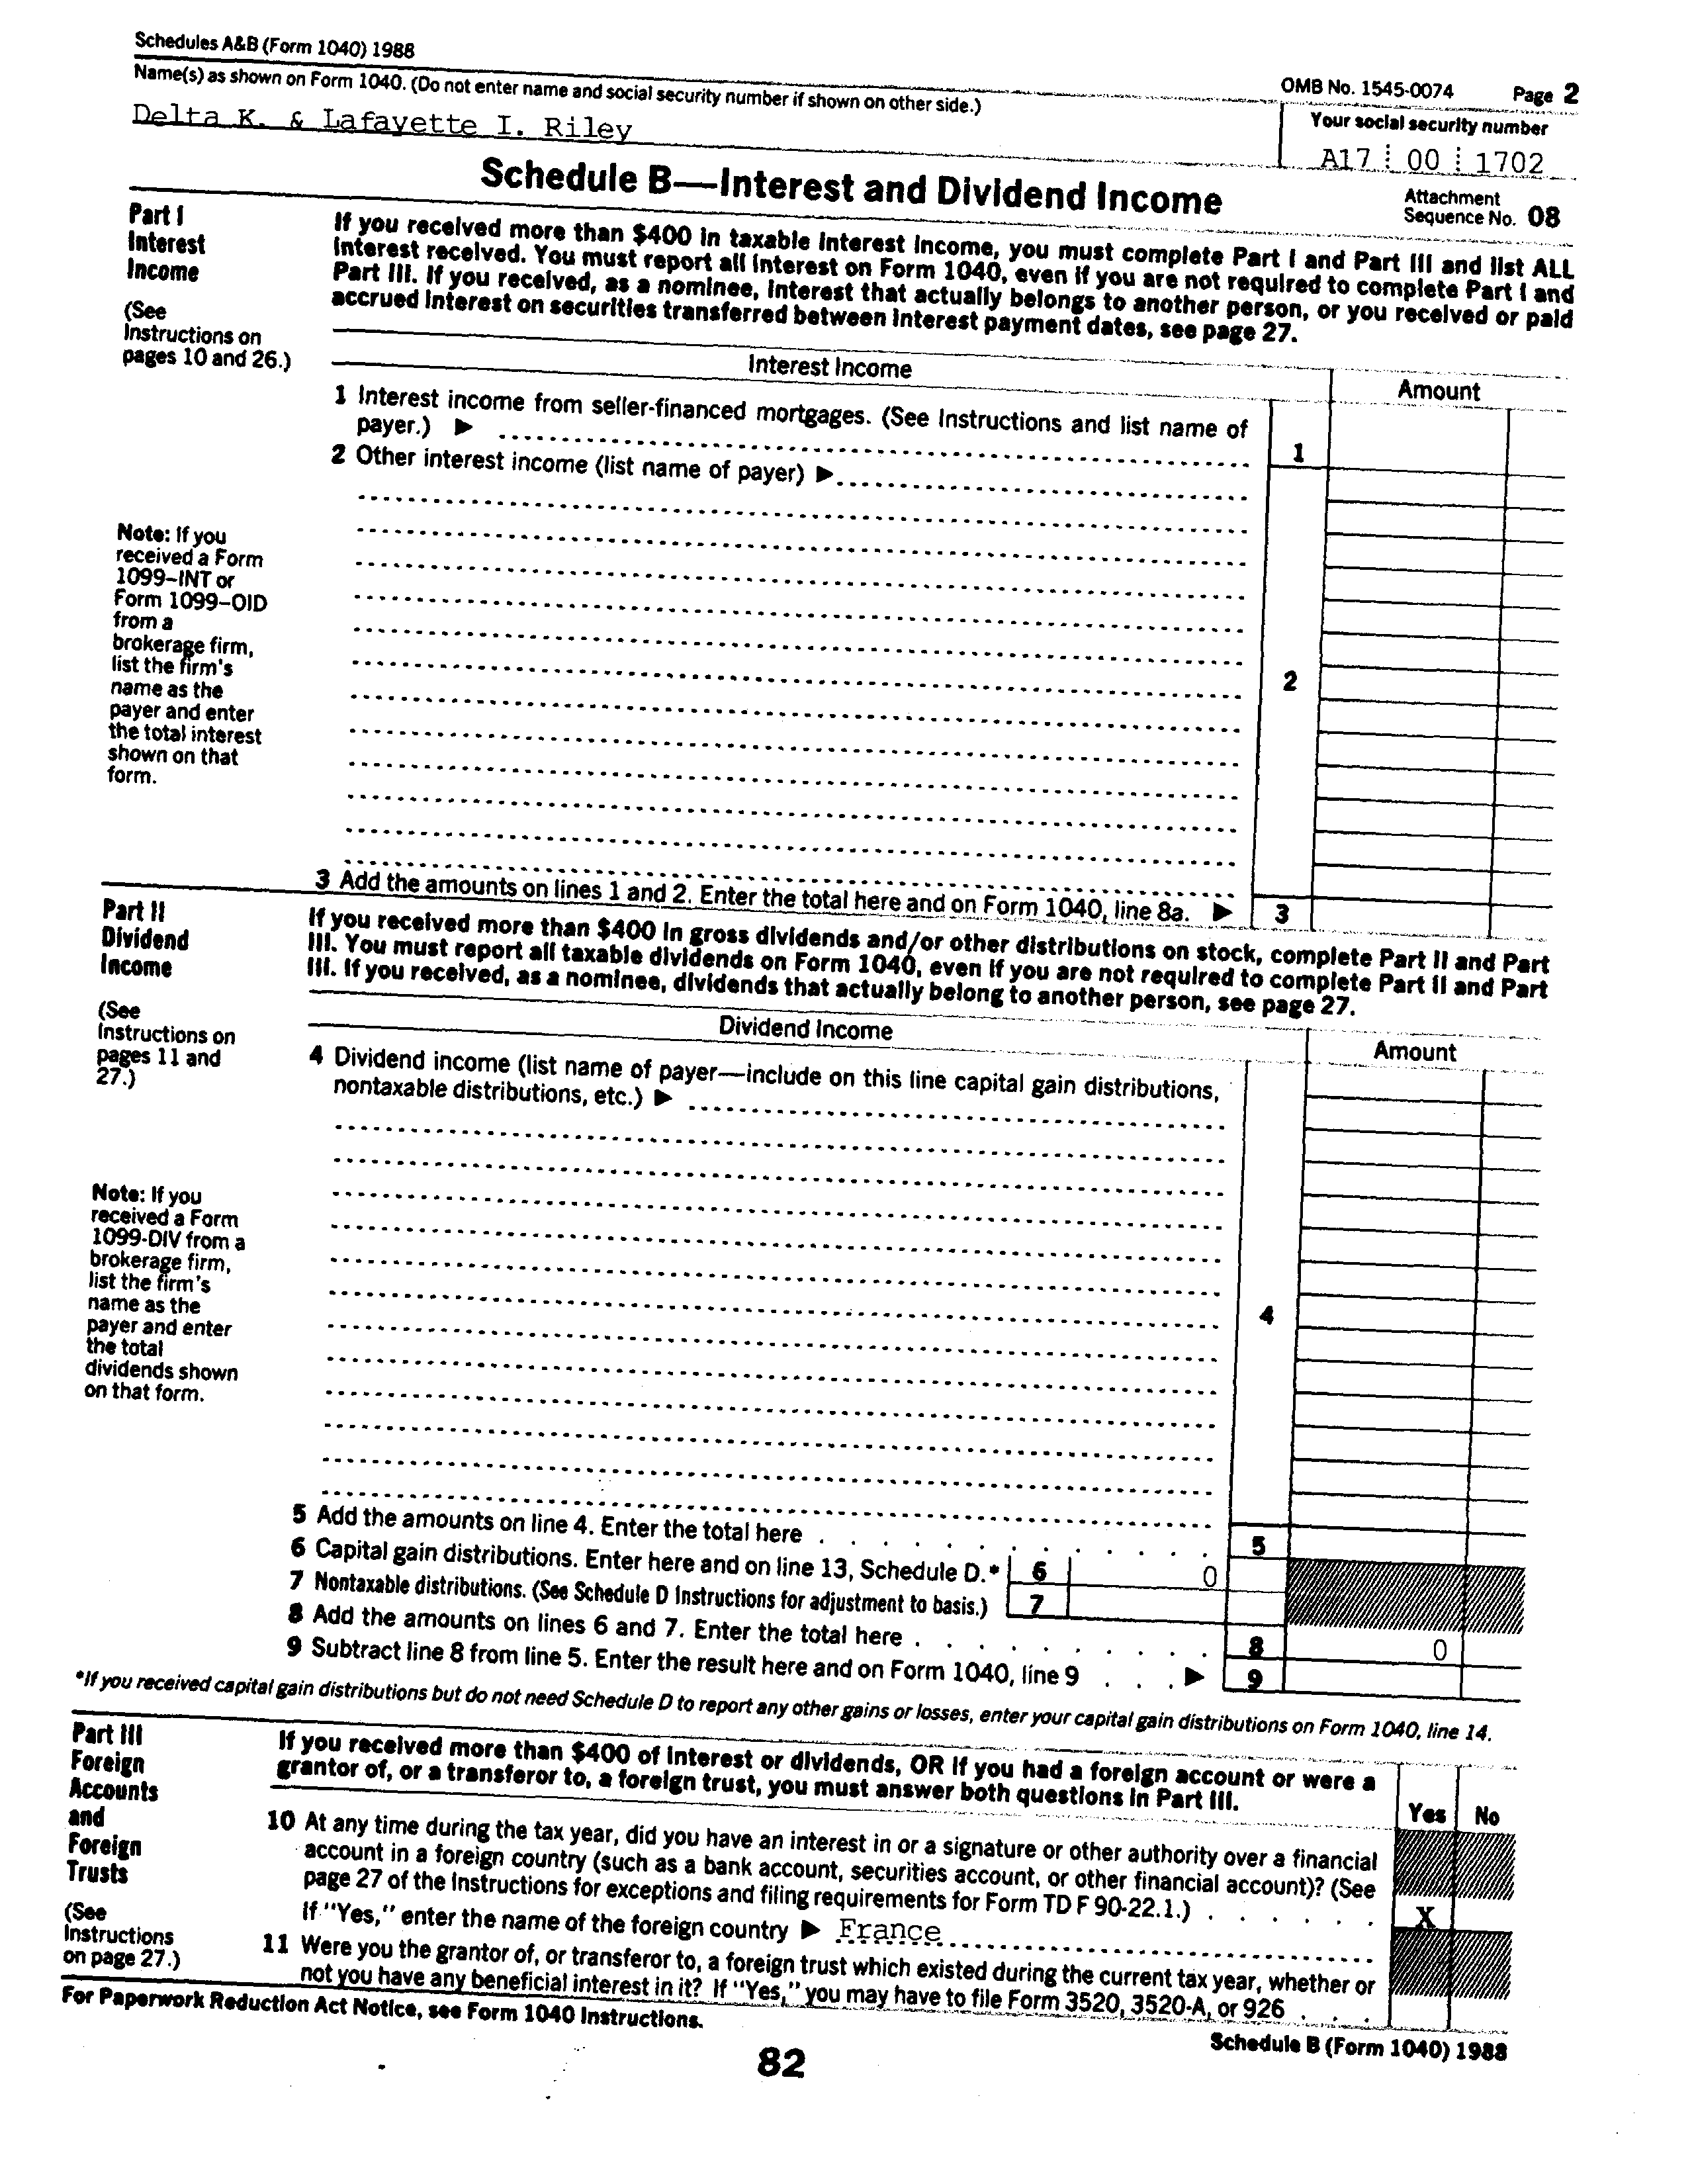 Schedules A&B (Form 1040) 1988
OMB No. 1545-0074 Page 2
Name(s) as shown on Form 1040. (Do not enter name and social security number if shown on other side.)
Your social security number
Delta K. & Lafayette I. Riley
A17 00 1702
Schedule B—Interest and Dividend Income
Attachment
Sequence No. 08
Part I
Interest
Income
(See
Instructions on
pages 10 and 26.)
If you received more than $400 in taxable interest income, you must complete Part I and Part III and list ALL
interest received. You must report all interest on Form 1040, even if you are not required to complete Part I and
Part III. If you received, as a nominee, interest that actually belongs to another person, or you received or paid
accrued interest on securities transferred between interest payment dates, see page 27.
Interest Income
Amount
1 Interest income from seller-financed mortgages. (See Instructions and list name of
payer.) ▶
1
2 Other interest income (list name of payer) ▶
Note: If you
received a Form
1099–INT or
Form 1099–OID
from a
brokerage firm,
list the firm's
name as the
payer and enter
the total interest
shown on that
form.
2
3 Add the amounts on lines 1 and 2. Enter the total here and on Form 1040, line 8a. ▶ 3
Part II
Dividend
Income
(See
Instructions on
pages 11 and
27.)
If you received more than $400 in gross dividends and/or other distributions on stock, complete Part II and Part
III. You must report all taxable dividends on Form 1040, even if you are not required to complete Part II and Part
III. If you received, as a nominee, dividends that actually belong to another person, see page 27.
Dividend Income
Amount
4 Dividend income (list name of payer—include on this line capital gain distributions,
nontaxable distributions, etc.) ▶
Note: If you
received a Form
1099-DIV from a
brokerage firm,
list the firm's
name as the
payer and enter
the total
dividends shown
on that form.
4
5 Add the amounts on line 4. Enter the total here . . . . . . . . . . . 5
6 Capital gain distributions. Enter here and on line 13, Schedule D.* 6 0
7 Nontaxable distributions. (See Schedule D Instructions for adjustment to basis.) 7
8 Add the amounts on lines 6 and 7. Enter the total here . . . . . . . . . 8 0
9 Subtract line 8 from line 5. Enter the result here and on Form 1040, line 9 . . . ▶ 9
*If you received capital gain distributions but do not need Schedule D to report any other gains or losses, enter your capital gain distributions on Form 1040, line 14.
Part III
Foreign
Accounts
and
Foreign
Trusts
(See
Instructions
on page 27.)
If you received more than $400 of interest or dividends, OR if you had a foreign account or were a
grantor of, or a transferor to, a foreign trust, you must answer both questions in Part III.
Yes No
10 At any time during the tax year, did you have an interest in or a signature or other authority over a financial
account in a foreign country (such as a bank account, securities account, or other financial account)? (See
page 27 of the Instructions for exceptions and filing requirements for Form TD F 90-22.1.) . . . . . . X
If "Yes," enter the name of the foreign country ▶ France
11 Were you the grantor of, or transferor to, a foreign trust which existed during the current tax year, whether or
not you have any beneficial interest in it? If "Yes," you may have to file Form 3520, 3520-A, or 926 . . .
For Paperwork Reduction Act Notice, see Form 1040 Instructions.
Schedule B (Form 1040) 1988
82